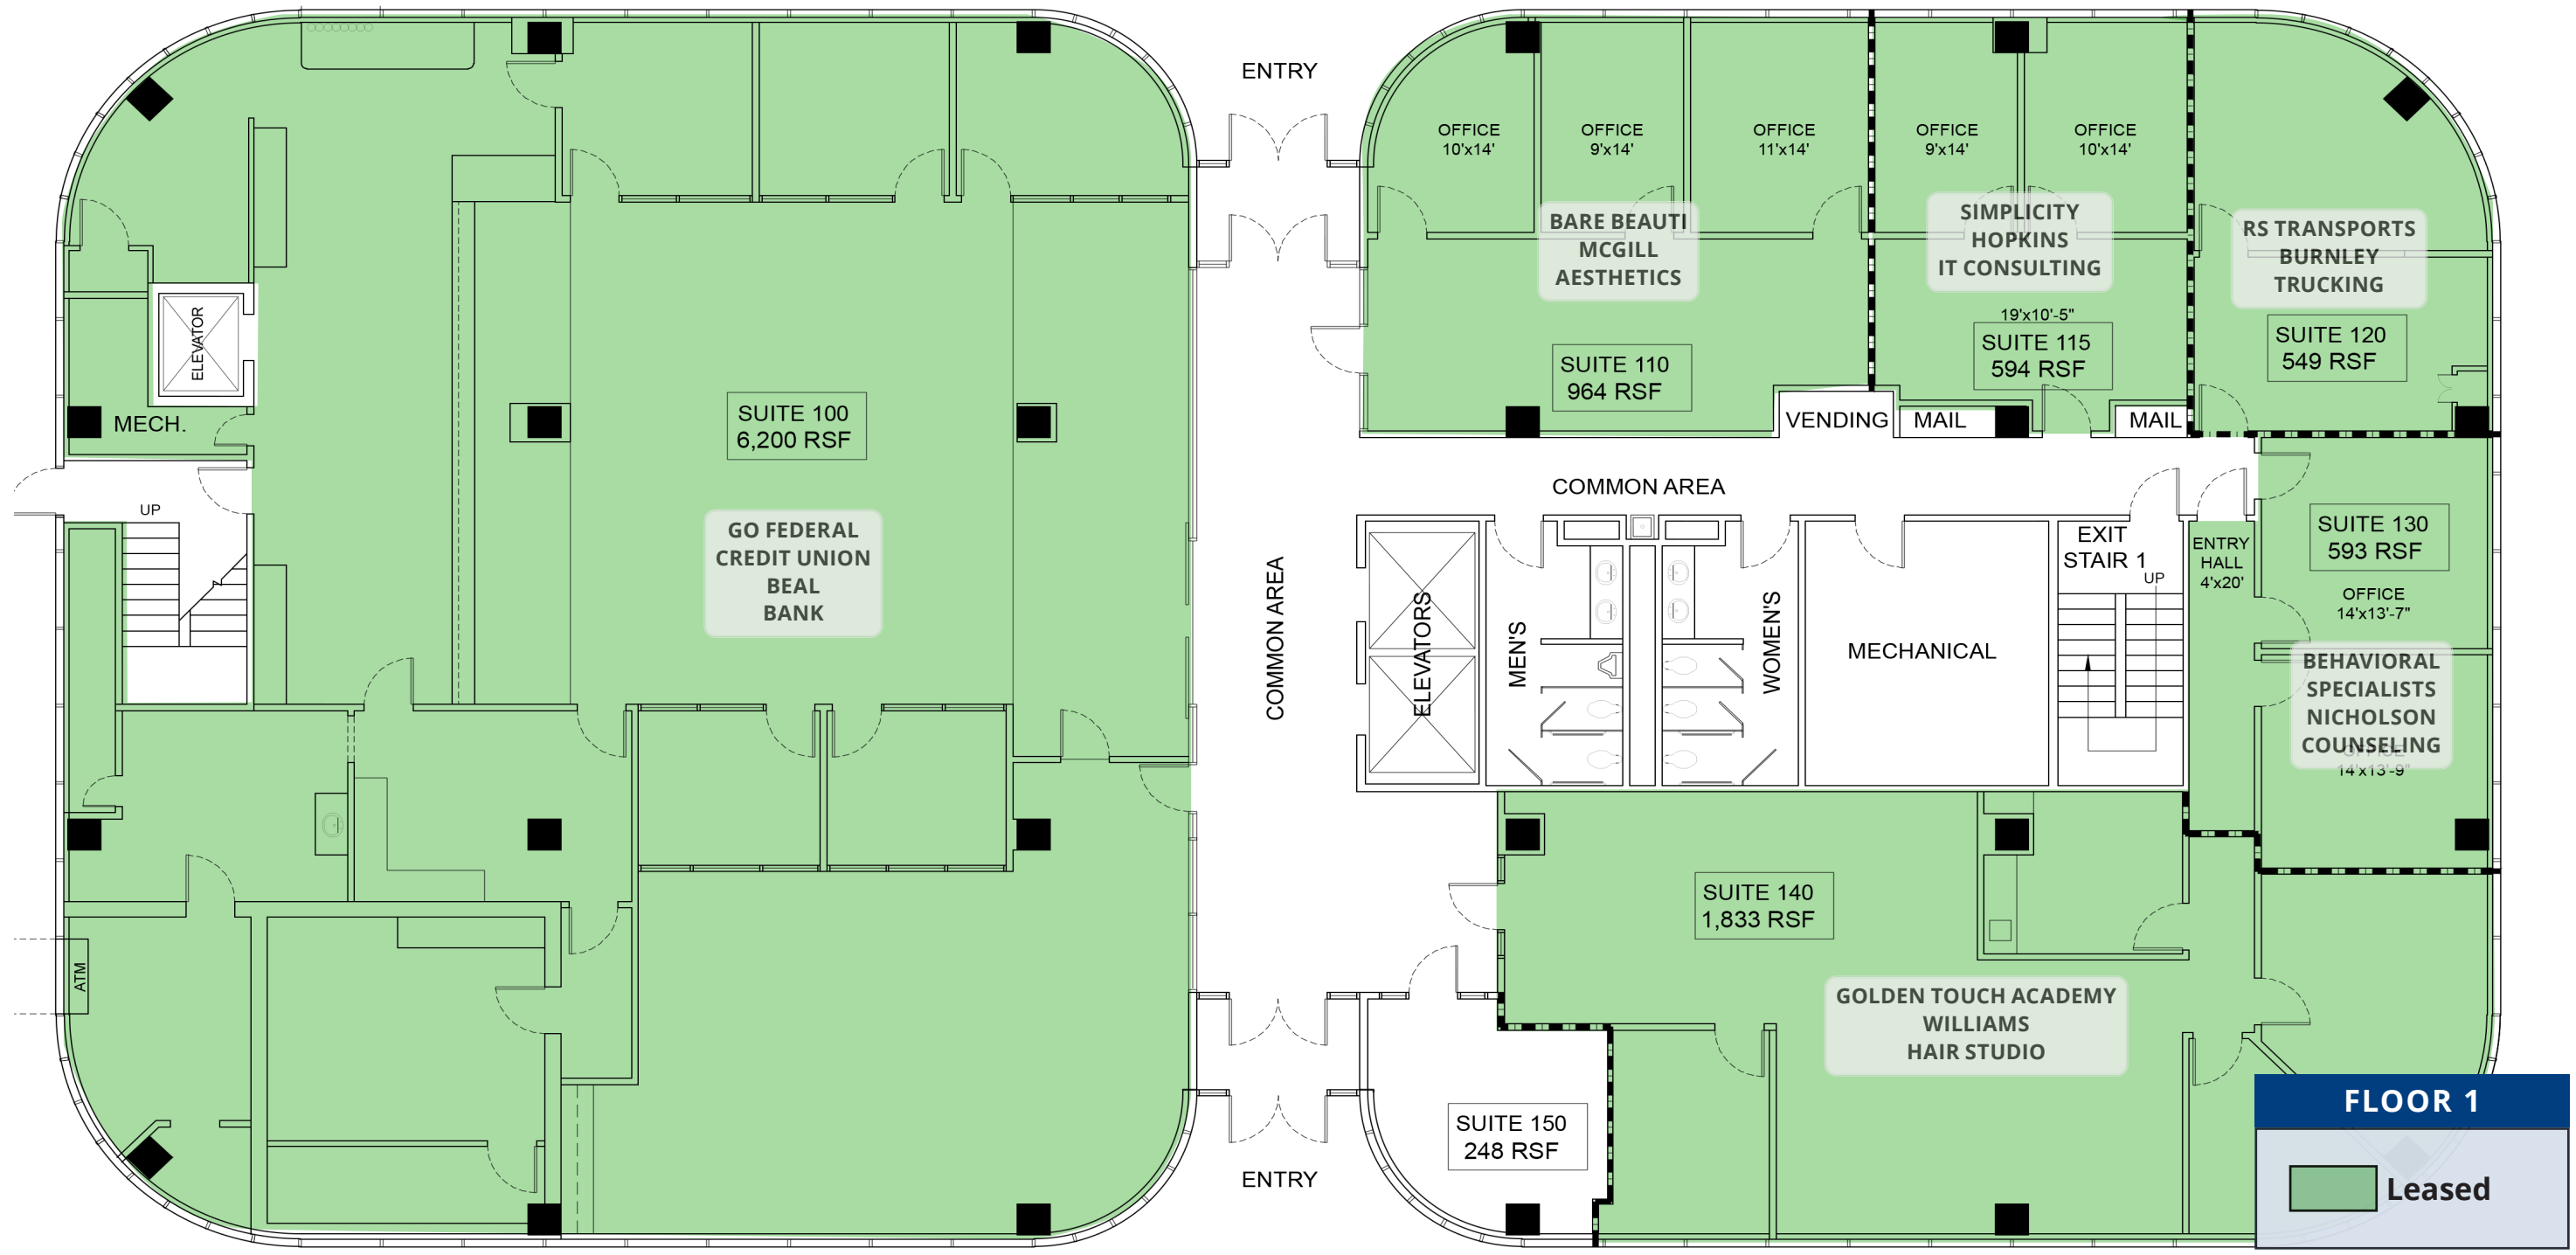 ENTRY
OFFICE
10'x14'
OFFICE
9'x14'
OFFICE
11'x14'
OFFICE
9'x14'
OFFICE
10'x14'
BARE BEAUTI
MCGILL
AESTHETICS
SIMPLICITY
HOPKINS
IT CONSULTING
RS TRANSPORTS
BURNLEY
TRUCKING
19'x10'-5"
SUITE 110
964 RSF
SUITE 115
594 RSF
SUITE 120
549 RSF
ELEVATOR
MECH.
SUITE 100
6,200 RSF
VENDING
MAIL
MAIL
COMMON AREA
UP
GO FEDERAL
CREDIT UNION
BEAL
BANK
COMMON AREA
ELEVATORS
MEN'S
WOMEN'S
MECHANICAL
EXIT
STAIR 1
UP
ENTRY
HALL
4'x20'
SUITE 130
593 RSF
OFFICE
14'x13'-7"
BEHAVIORAL
SPECIALISTS
NICHOLSON
COUNSELING
OFFICE
14'x13'-9"
SUITE 140
1,833 RSF
ATM
GOLDEN TOUCH ACADEMY
WILLIAMS
HAIR STUDIO
SUITE 150
248 RSF
ENTRY
FLOOR 1
Leased